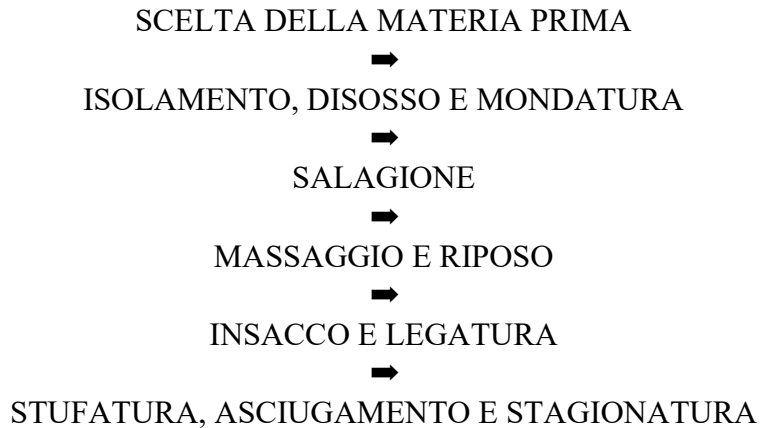 SCELTA DELLA MATERIA PRIMA
➡
ISOLAMENTO, DISOSSO E MONDATURA
➡
SALAGIONE
➡
MASSAGGIO E RIPOSO
➡
INSACCO E LEGATURA
➡
STUFATURA, ASCIUGAMENTO E STAGIONATURA